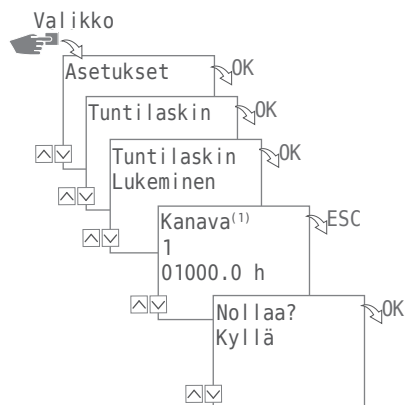 Valikko
Asetukset
OK
Tuntilaskin
OK
Tuntilaskin
Lukeminen
OK
Kanava(1)
1
01000.0 h
ESC
Nollaa?
Kyllä
OK